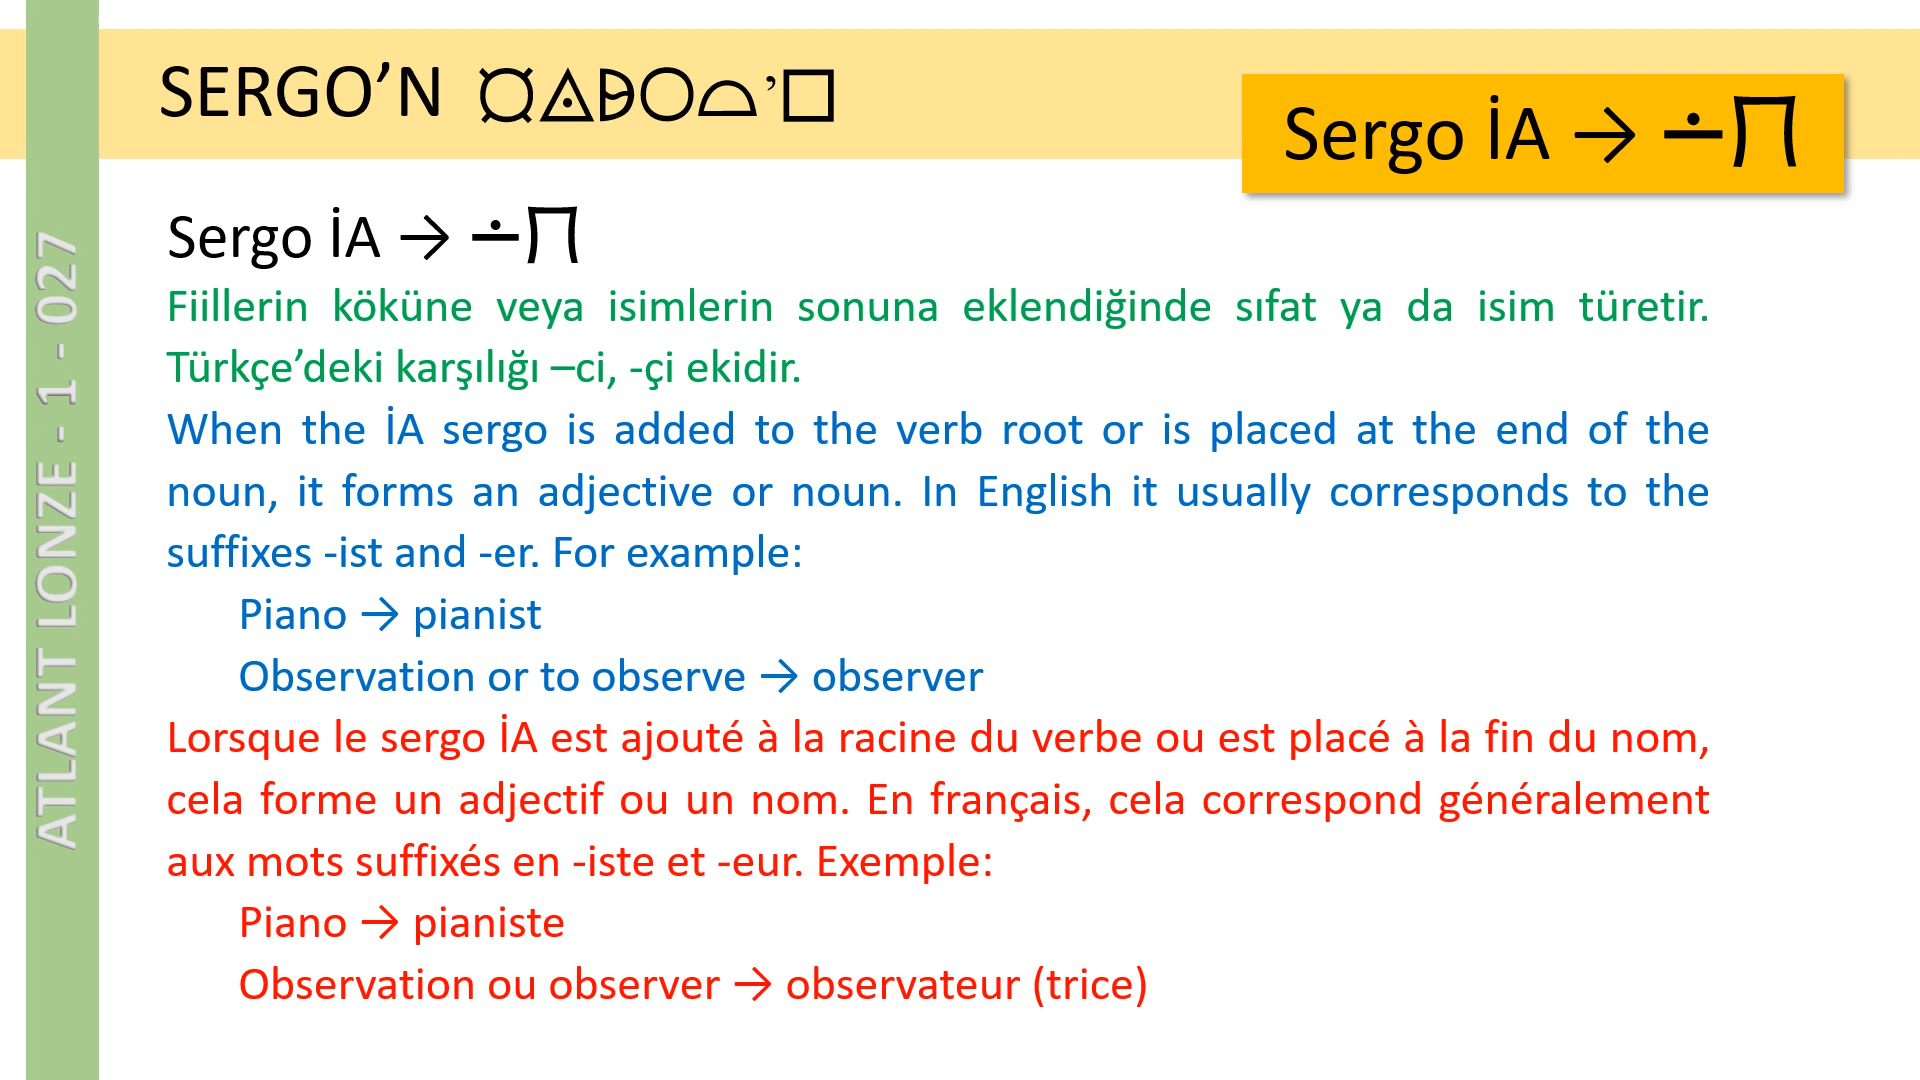 SERGO’N
Sergo İA →
Sergo İA →
Fiillerin köküne veya isimlerin sonuna eklendiğinde sıfat ya da isim türetir.
Türkçe’deki karşılığı –ci, -çi ekidir.
When the İA sergo is added to the verb root or is placed at the end of the
noun, it forms an adjective or noun. In English it usually corresponds to the
suffixes -ist and -er. For example:
Piano → pianist
Observation or to observe → observer
Lorsque le sergo İA est ajouté à la racine du verbe ou est placé à la fin du nom,
cela forme un adjectif ou un nom. En français, cela correspond généralement
aux mots suffixés en -iste et -eur. Exemple:
Piano → pianiste
Observation ou observer → observateur (trice)
ATLANT LONZE - 1 - 027